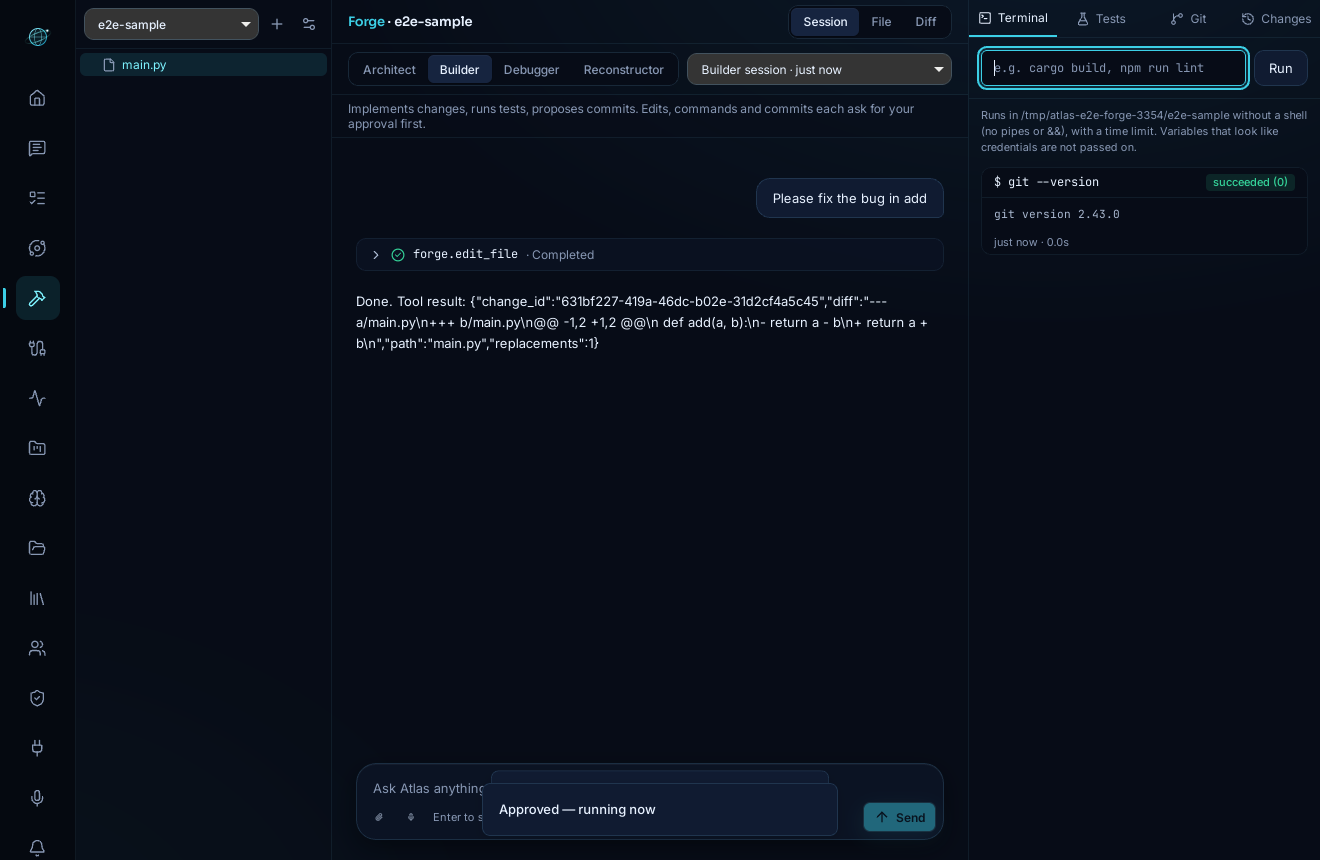 e2e-sample
main.py
Forge · e2e-sample
Session
File
Diff
Architect
Builder
Debugger
Reconstructor
Builder session · just now
Implements changes, runs tests, proposes commits. Edits, commands and commits each ask for your
approval first.
Please fix the bug in add
forge.edit_file · Completed
Done. Tool result: {"change_id":"631bf227-419a-46dc-b02e-31d2cf4a5c45","diff":"---
a/main.py\n+++ b/main.py\n@@ -1,2 +1,2 @@\n def add(a, b):\n- return a - b\n+ return a +
b\n","path":"main.py","replacements":1}
Ask Atlas anything
Enter to s
Approved — running now
Send
Terminal
Tests
Git
Changes
e.g. cargo build, npm run lint
Run
Runs in /tmp/atlas-e2e-forge-3354/e2e-sample without a shell
(no pipes or &&), with a time limit. Variables that look like
credentials are not passed on.
$ git --version
succeeded (0)
git version 2.43.0
just now · 0.0s